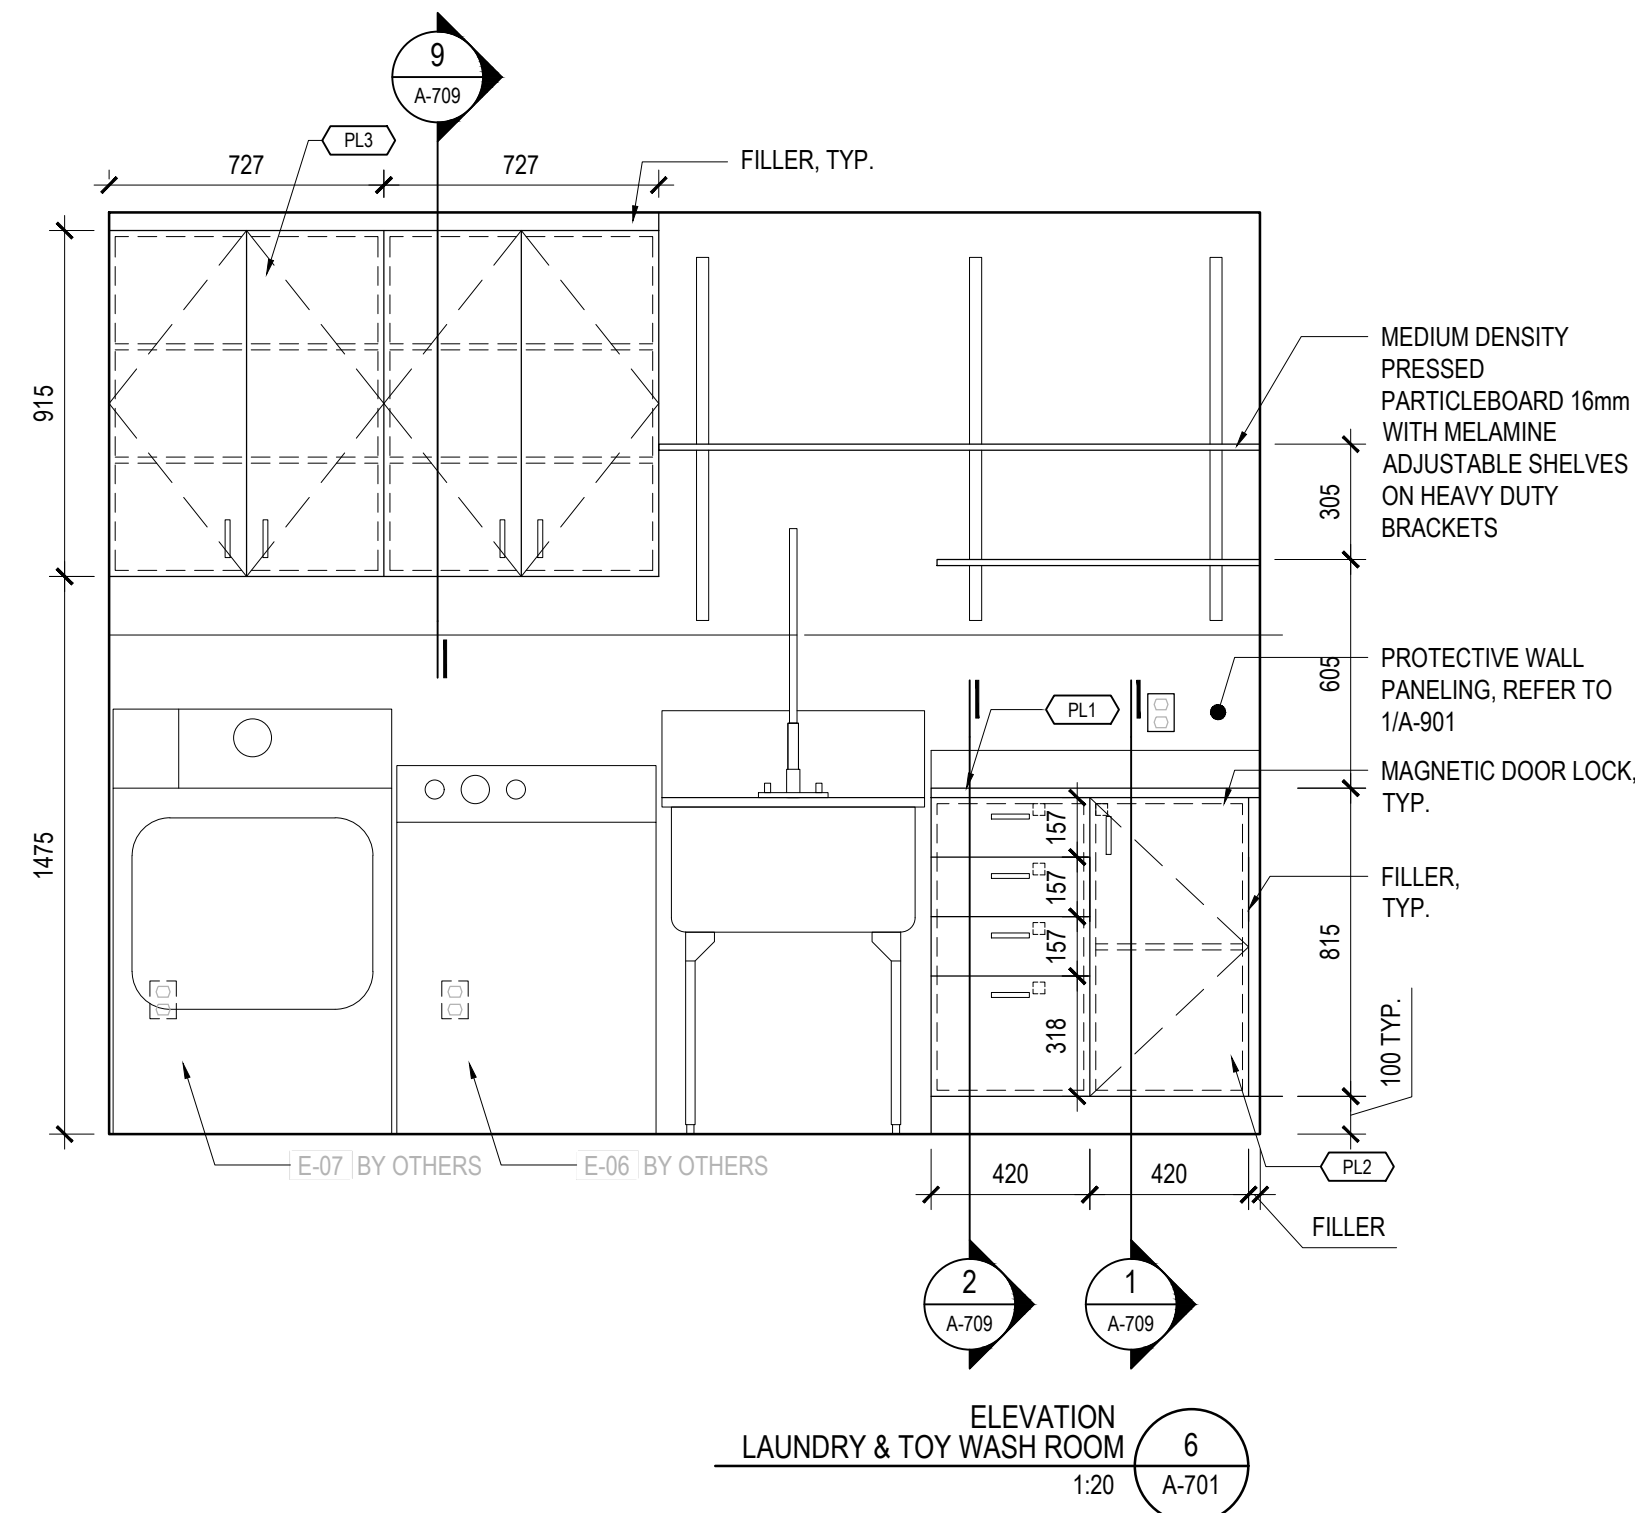 9
A-709
PL3
727
727
FILLER, TYP.
915
1475
MEDIUM DENSITY
PRESSED
PARTICLEBOARD 16mm
WITH MELAMINE
ADJUSTABLE SHELVES
ON HEAVY DUTY
BRACKETS
305
605
PROTECTIVE WALL
PANELING, REFER TO
1/A-901
PL1
MAGNETIC DOOR LOCK,
TYP.
157
157
157
318
FILLER,
TYP.
815
100 TYP.
E-07 BY OTHERS
E-06 BY OTHERS
420
420
PL2
FILLER
2
A-709
1
A-709
ELEVATION
LAUNDRY & TOY WASH ROOM
1:20
6
A-701